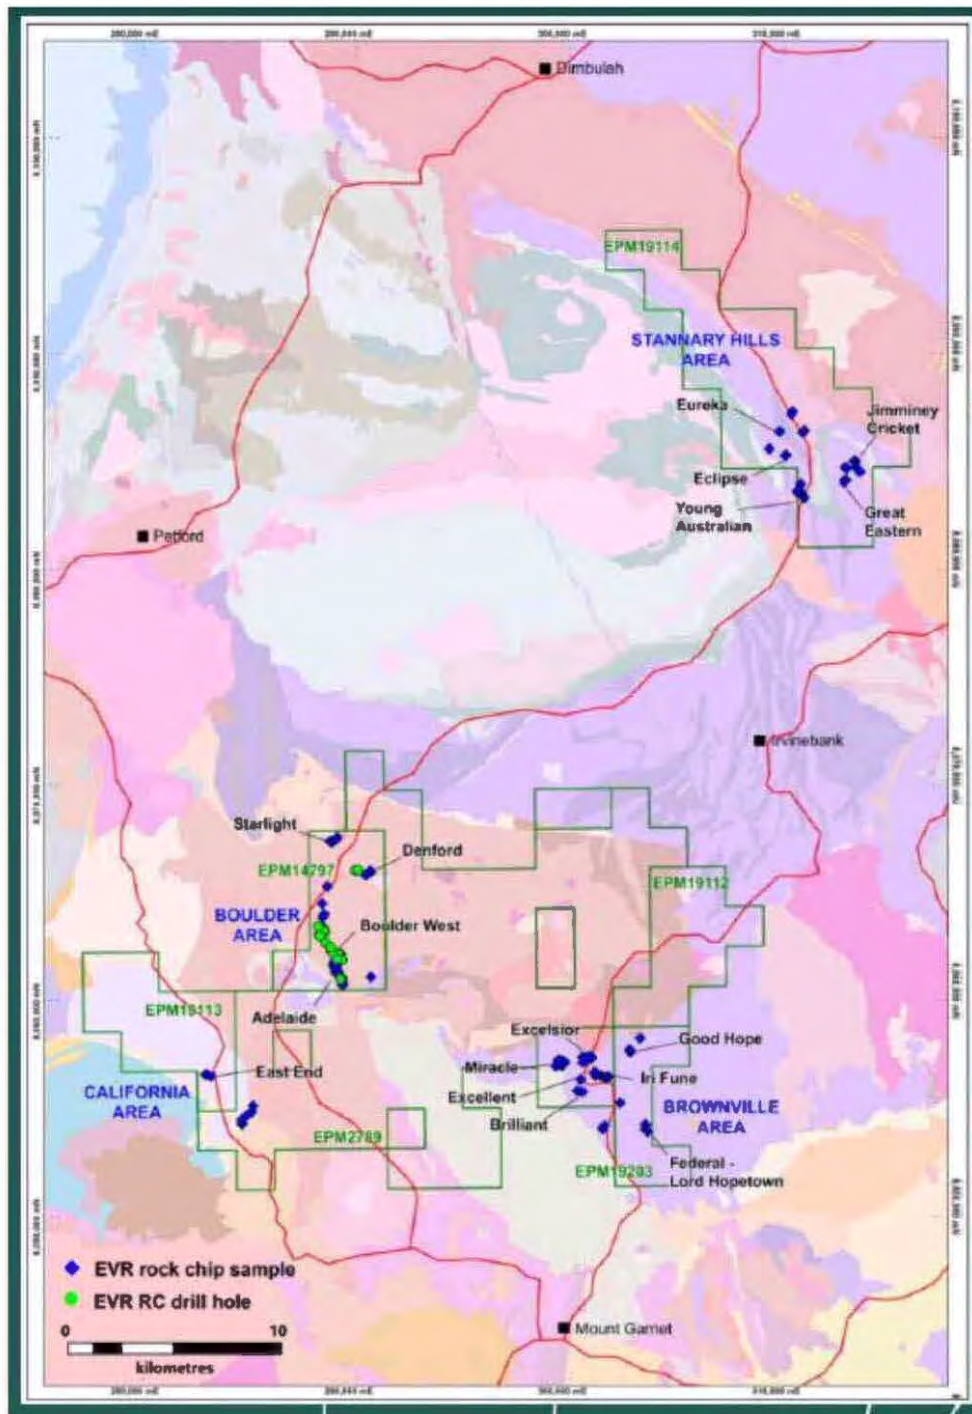 Dimbulah
EPM19114
STANNARY HILLS
AREA
Eureka
Jimminey
Cricket
Eclipse
Young
Australian
Great
Eastern
Petford
Irvinebank
Starlight
Denford
EPM14797
EPM19112
BOULDER
AREA
Boulder West
EPM19113
Adelaide
Excelsior
Good Hope
Miracle
East End
Iri Fune
CALIFORNIA
AREA
Excellent
BROWNVILLE
AREA
Brilliant
EPM2789
Federal -
Lord Hopetown
EPM19203
EVR rock chip sample
EVR RC drill hole
0 10
kilometres
Mount Garnet